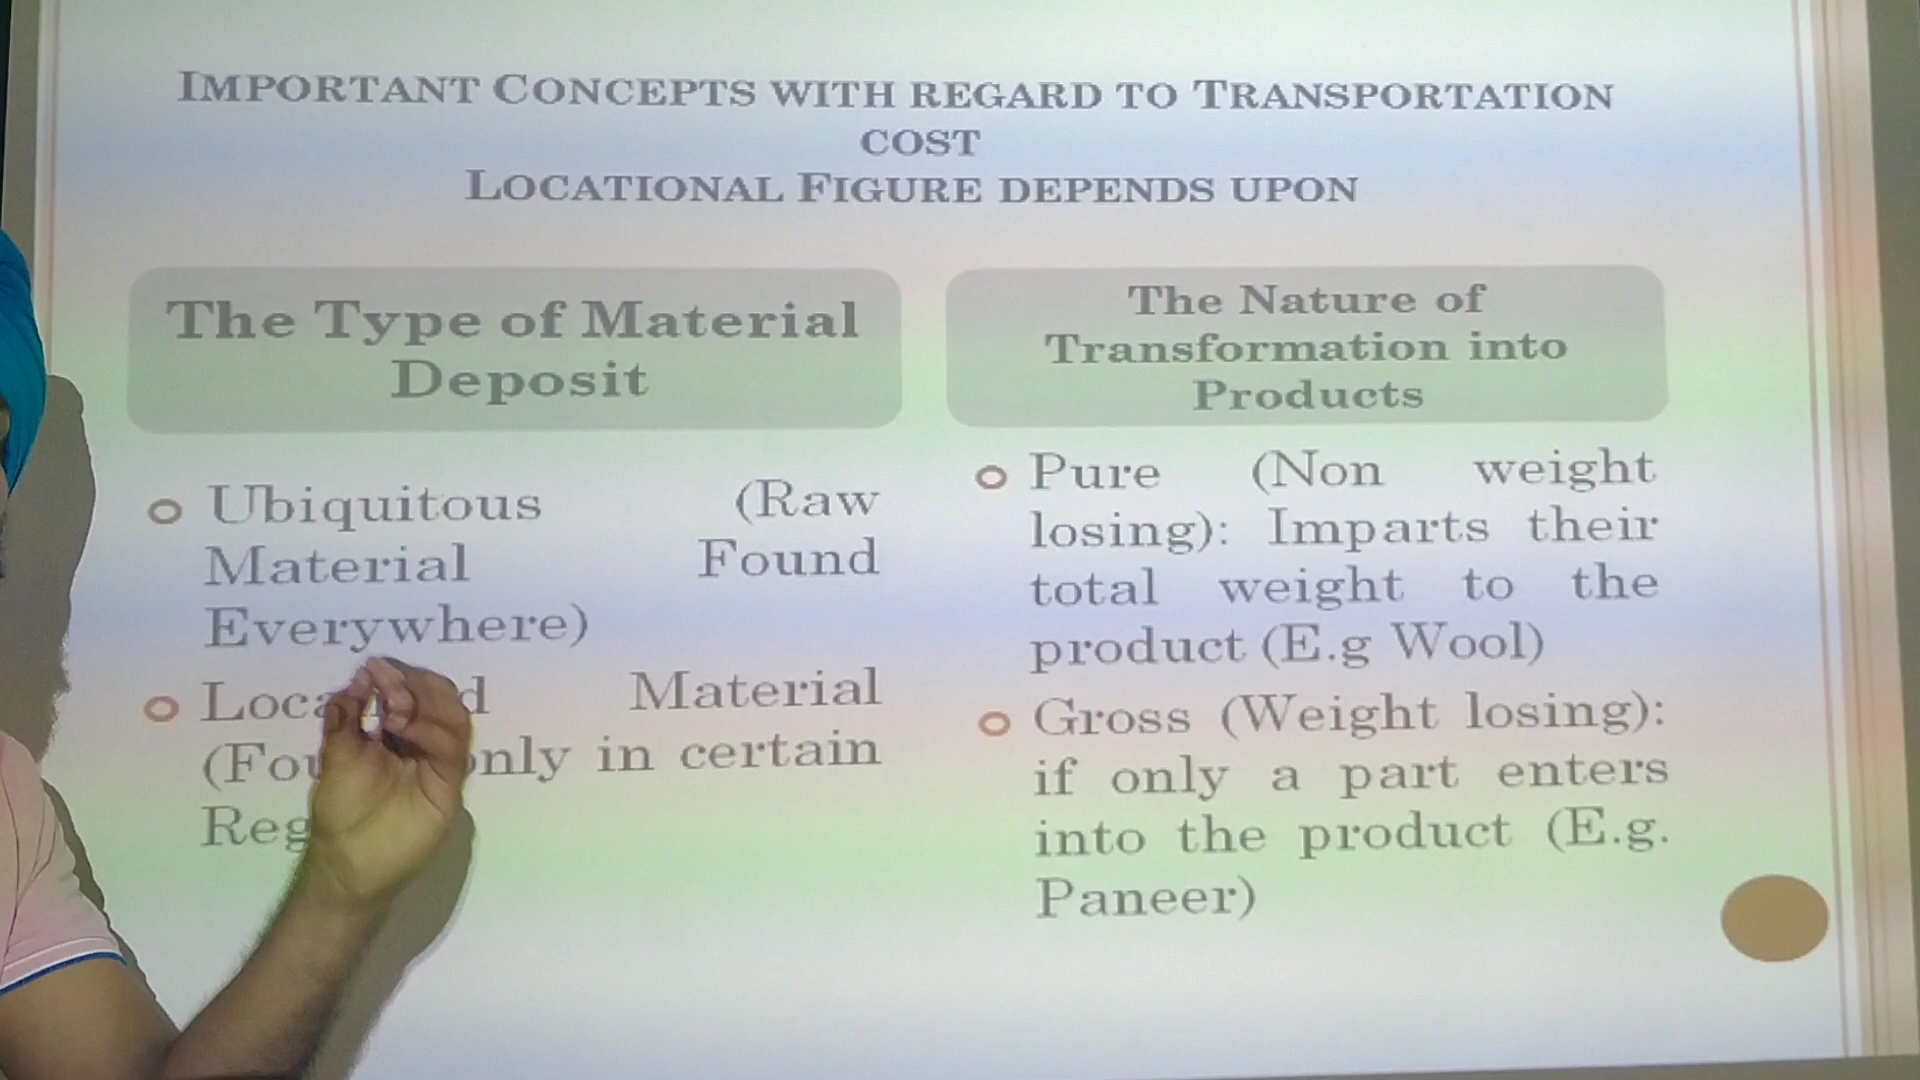 IMPORTANT CONCEPTS WITH REGARD TO TRANSPORTATION
COST
LOCATIONAL FIGURE DEPENDS UPON
The Type of Material
Deposit
Ubiquitous (Raw
Material Found
Everywhere)
Material
in certain
The Nature of
Transformation into
Products
Pure (Non weight
losing): Imparts their
total weight to the
product (E.g Wool)
Gross (Weight losing):
if only a part enters
into the product (E.g.
Paneer)